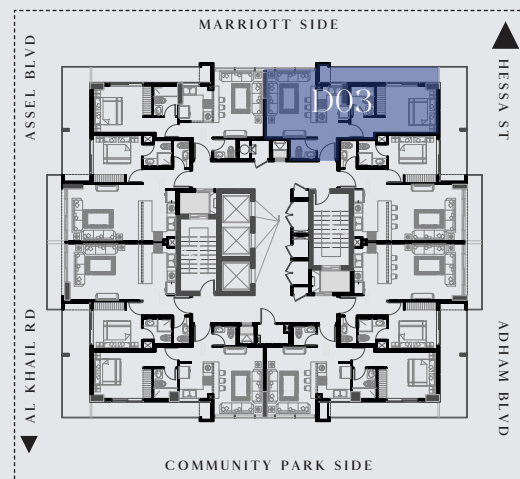 MARRIOTT SIDE
ASSEL BLVD
HESSA ST
D03
AL KHAIL RD
ADHAM BLVD
COMMUNITY PARK SIDE